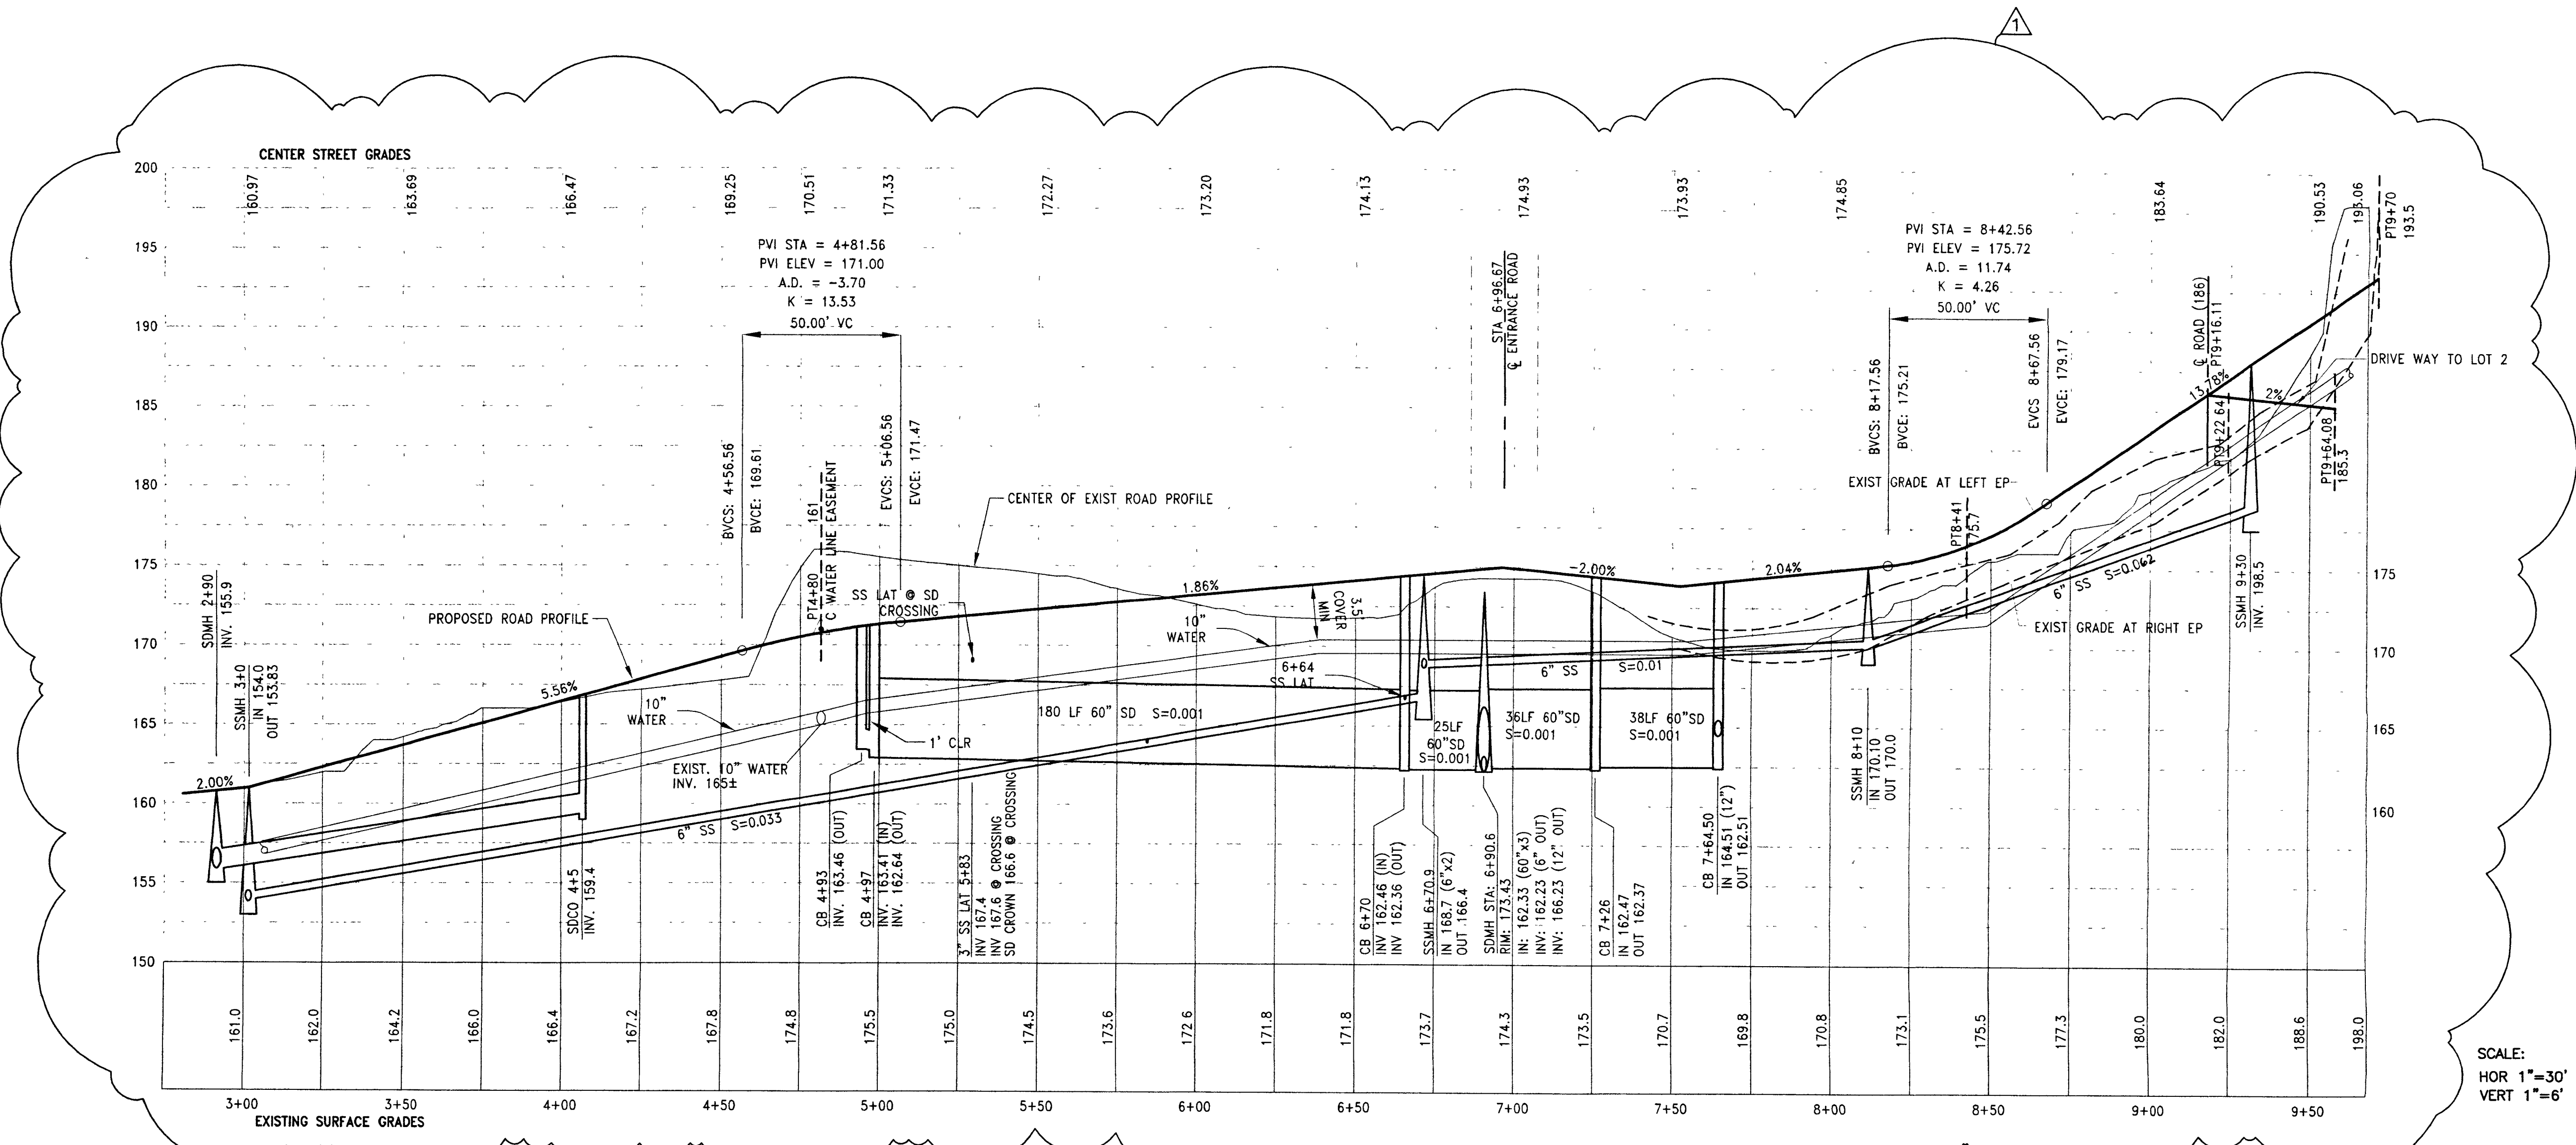 1
CENTER STREET GRADES
200
195
190
185
180
175
170
165
160
155
150
160.97
163.69
166.47
169.25
170.51
171.33
172.27
173.20
174.13
174.93
173.93
174.85
183.64
190.53
193.06
PT9+70
193.5
PVI STA = 4+81.56
PVI ELEV = 171.00
A.D. = -3.70
K = 13.53
50.00' VC
BVCS: 4+56.56
BVCE: 169.61
EVCS: 5+06.56
EVCE: 171.47
PT4+80 161
C WATER LINE EASEMENT
CENTER OF EXIST ROAD PROFILE
STA 6+96.67
℄ ENTRANCE ROAD
PVI STA = 8+42.56
PVI ELEV = 175.72
A.D. = 11.74
K = 4.26
50.00' VC
BVCS: 8+17.56
BVCE: 175.21
EVCS 8+67.56
EVCE: 179.17
℄ ROAD (186)
PT9+16.11
13.78%
2%
PT9+22.64
PT9+64.08
185.3
DRIVE WAY TO LOT 2
EXIST GRADE AT LEFT EP
PT8+41
175.7
EXIST GRADE AT RIGHT EP
6" SS S=0.062
SSMH 9+30
INV. 198.5
SDMH 2+90
INV. 155.9
SSMH 3+0
IN 154.0
OUT 153.83
2.00%
PROPOSED ROAD PROFILE
5.56%
10"
WATER
EXIST. 10" WATER
INV. 165±
6" SS S=0.033
SDCO 4+5
INV. 159.4
SS LAT @ SD
CROSSING
1.86%
180 LF 60" SD S=0.001
1' CLR
CB 4+93
INV. 163.46 (OUT)
CB 4+97
INV. 163.41 (IN)
INV. 162.64 (OUT)
3" SS LAT 5+83
INV 167.4
INV 167.6 @ CROSSING
SD CROWN 166.6 @ CROSSING
10"
WATER
3.5'
COVER
MIN
6+64
SS LAT
-2.00%
2.04%
6" SS S=0.01
25LF
60"SD
S=0.001
36LF 60"SD
S=0.001
38LF 60"SD
S=0.001
CB 6+70
INV 162.46 (IN)
INV 162.36 (OUT)
SSMH 6+70.9
IN 168.7 (6"x2)
OUT 166.4
SDMH STA: 6+90.6
RIM: 173.43
IN: 162.33 (60"x3)
INV: 162.23 (6" OUT)
INV: 166.23 (12" OUT)
CB 7+26
IN 162.47
OUT 162.37
CB 7+64.50
IN 164.51 (12")
OUT 162.51
SSMH 8+10
IN 170.10
OUT 170.0
175
170
165
160
161.0
162.0
164.2
166.0
166.4
167.2
167.8
174.8
175.5
175.0
174.5
173.6
172.6
171.8
171.8
173.7
174.3
173.5
170.7
169.8
170.8
173.1
175.5
177.3
180.0
182.0
188.6
198.0
3+00
3+50
4+00
4+50
5+00
5+50
6+00
6+50
7+00
7+50
8+00
8+50
9+00
9+50
EXISTING SURFACE GRADES
SCALE:
HOR 1"=30'
VERT 1"=6'